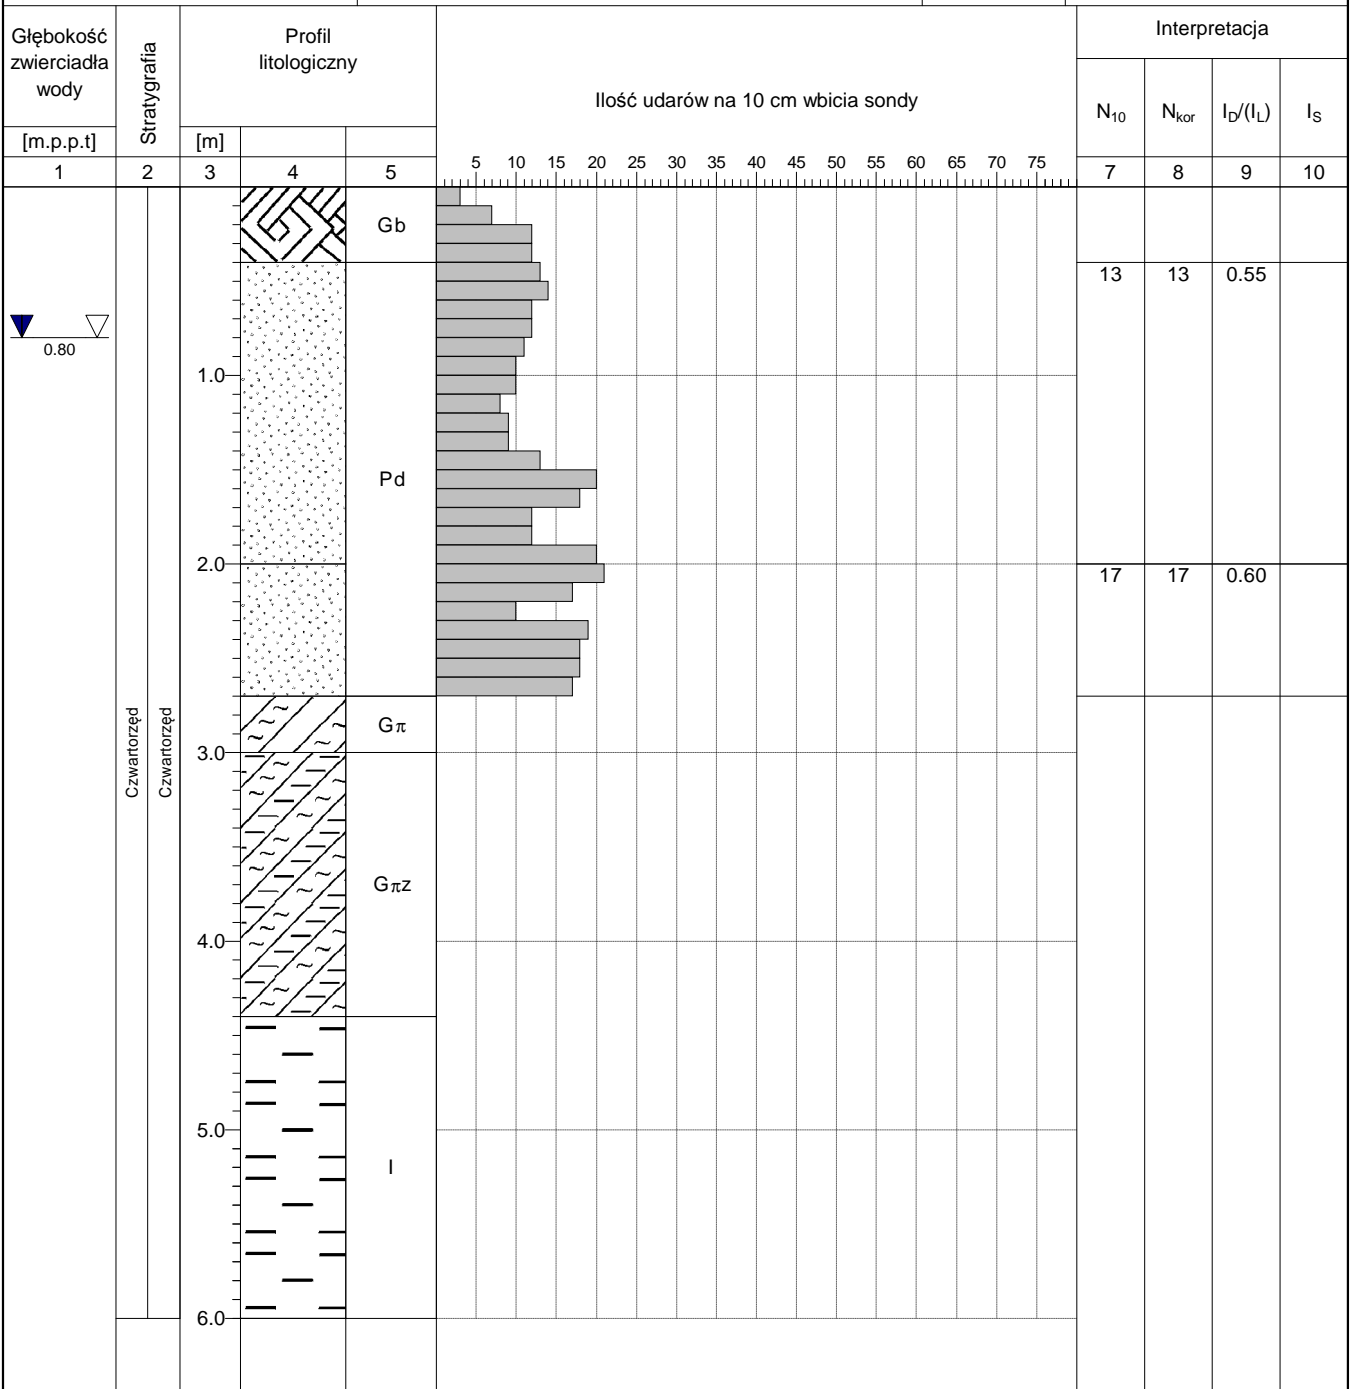 Głębokość
zwierciadła
wody
[m.p.p.t]
Stratygrafia
Profil
litologiczny
[m]
Ilość udarów na 10 cm wbicia sondy
Interpretacja
N10
Nkor
ID/(IL)
IS
5 10 15 20 25 30 35 40 45 50 55 60 65 70 75
1 2 3 4 5 7 8 9 10
Gb
13 13 0.55
0.80
1.0
Pd
2.0
17 17 0.60
Gπ
Czwartorzęd
Czwartorzęd
3.0
Gπz
4.0
5.0
I
6.0